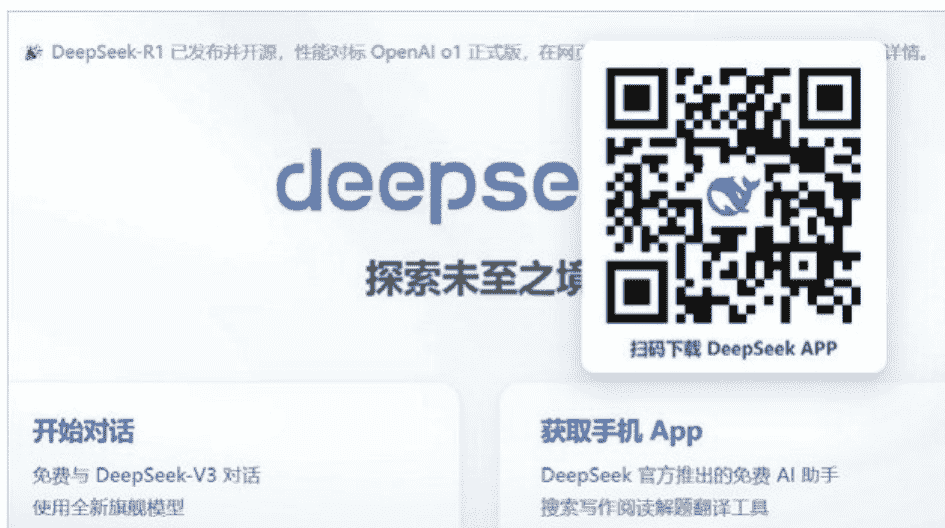 DeepSeek-R1 已发布并开源，性能对标 OpenAI o1 正式版，在网 详情。
deepse
探索未至之境
扫码下载 DeepSeek APP
开始对话
免费与 DeepSeek-V3 对话
使用全新旗舰模型
获取手机 App
DeepSeek 官方推出的免费 AI 助手
搜索写作阅读解题翻译工具